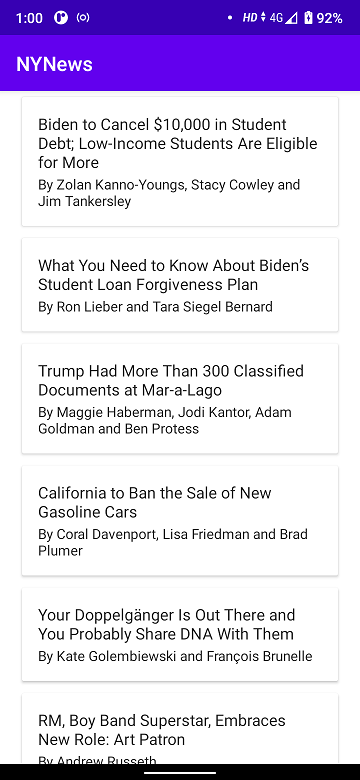 1:00 HD 4G 92%
NYNews
Biden to Cancel $10,000 in Student
Debt; Low-Income Students Are Eligible
for More
By Zolan Kanno-Youngs, Stacy Cowley and
Jim Tankersley
What You Need to Know About Biden’s
Student Loan Forgiveness Plan
By Ron Lieber and Tara Siegel Bernard
Trump Had More Than 300 Classified
Documents at Mar-a-Lago
By Maggie Haberman, Jodi Kantor, Adam
Goldman and Ben Protess
California to Ban the Sale of New
Gasoline Cars
By Coral Davenport, Lisa Friedman and Brad
Plumer
Your Doppelgänger Is Out There and
You Probably Share DNA With Them
By Kate Golembiewski and François Brunelle
RM, Boy Band Superstar, Embraces
New Role: Art Patron
By Andrew Russeth